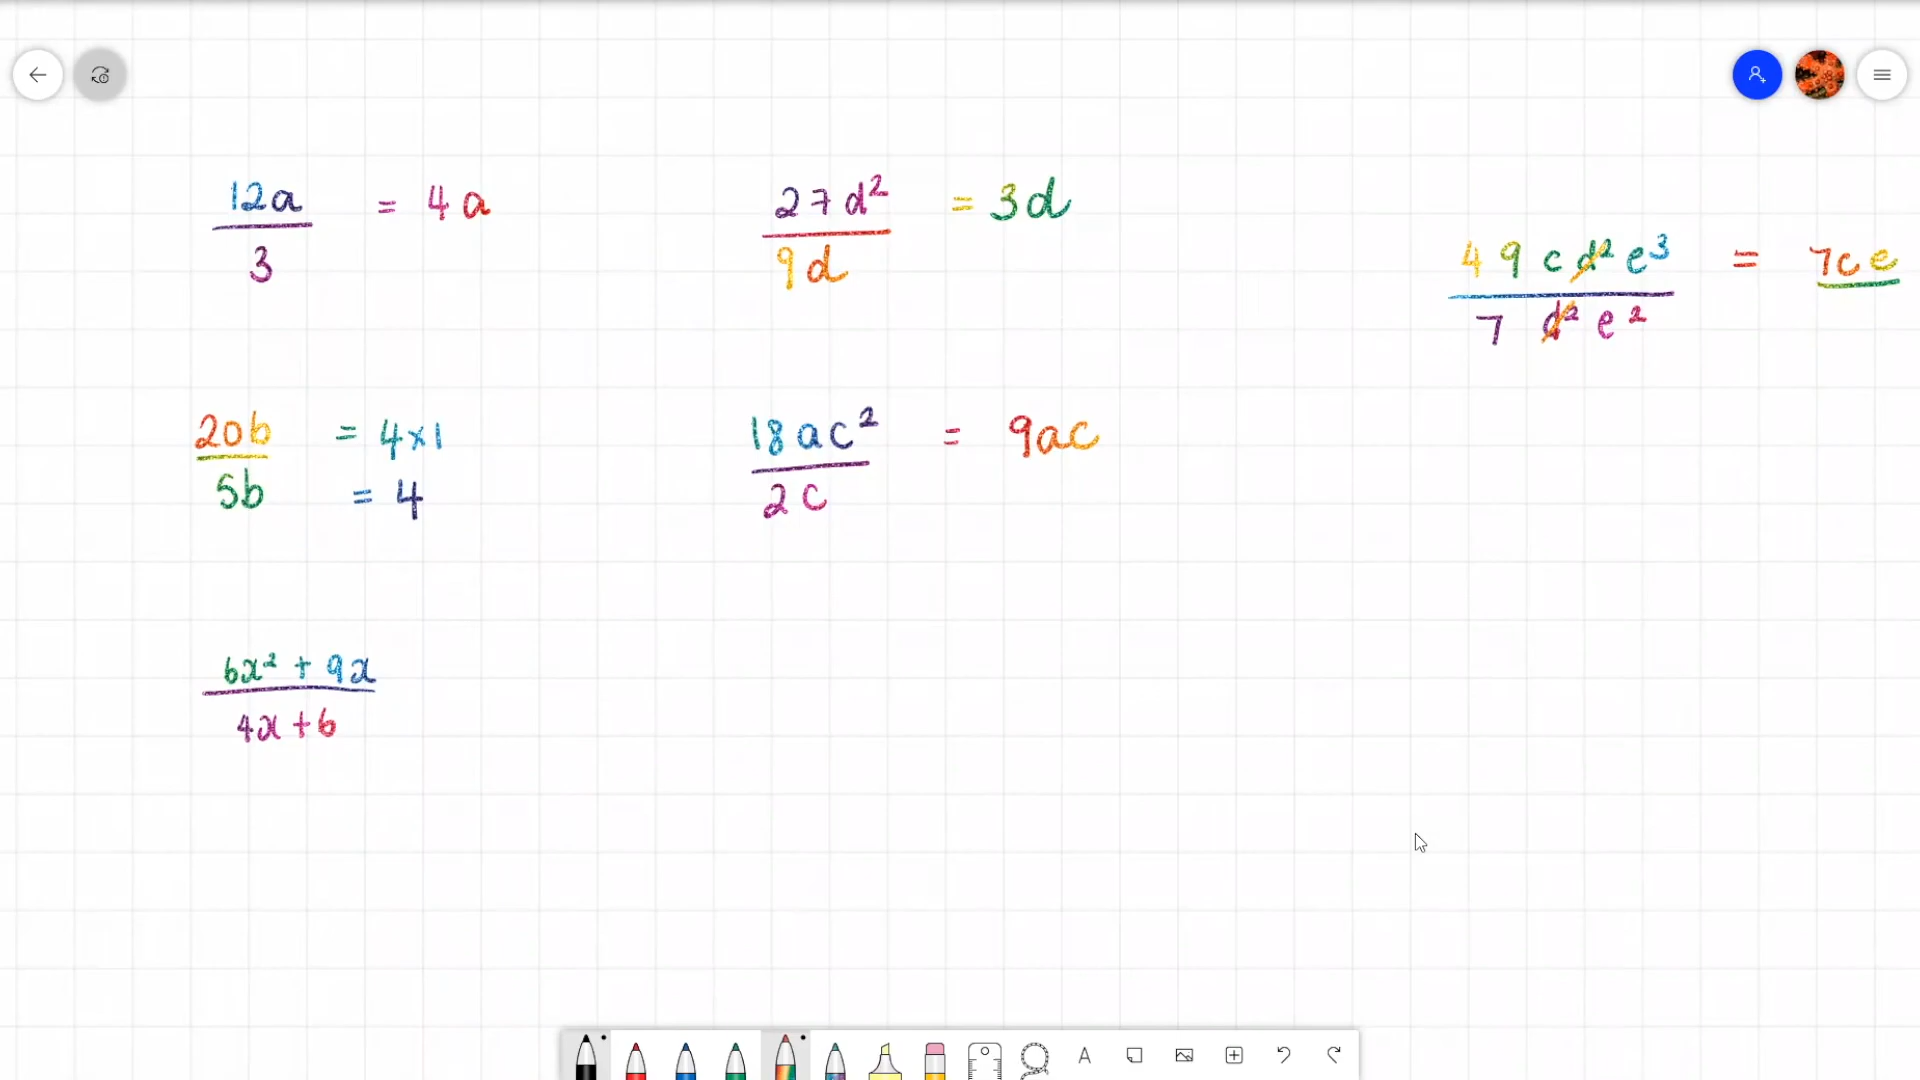 12a/3 = 4a
27d²/9d = 3d
49cd²e³/7d²e² = 7ce
20b/5b = 4×1
= 4
18ac²/2c = 9ac
6x² + 9x/4x + 6
A